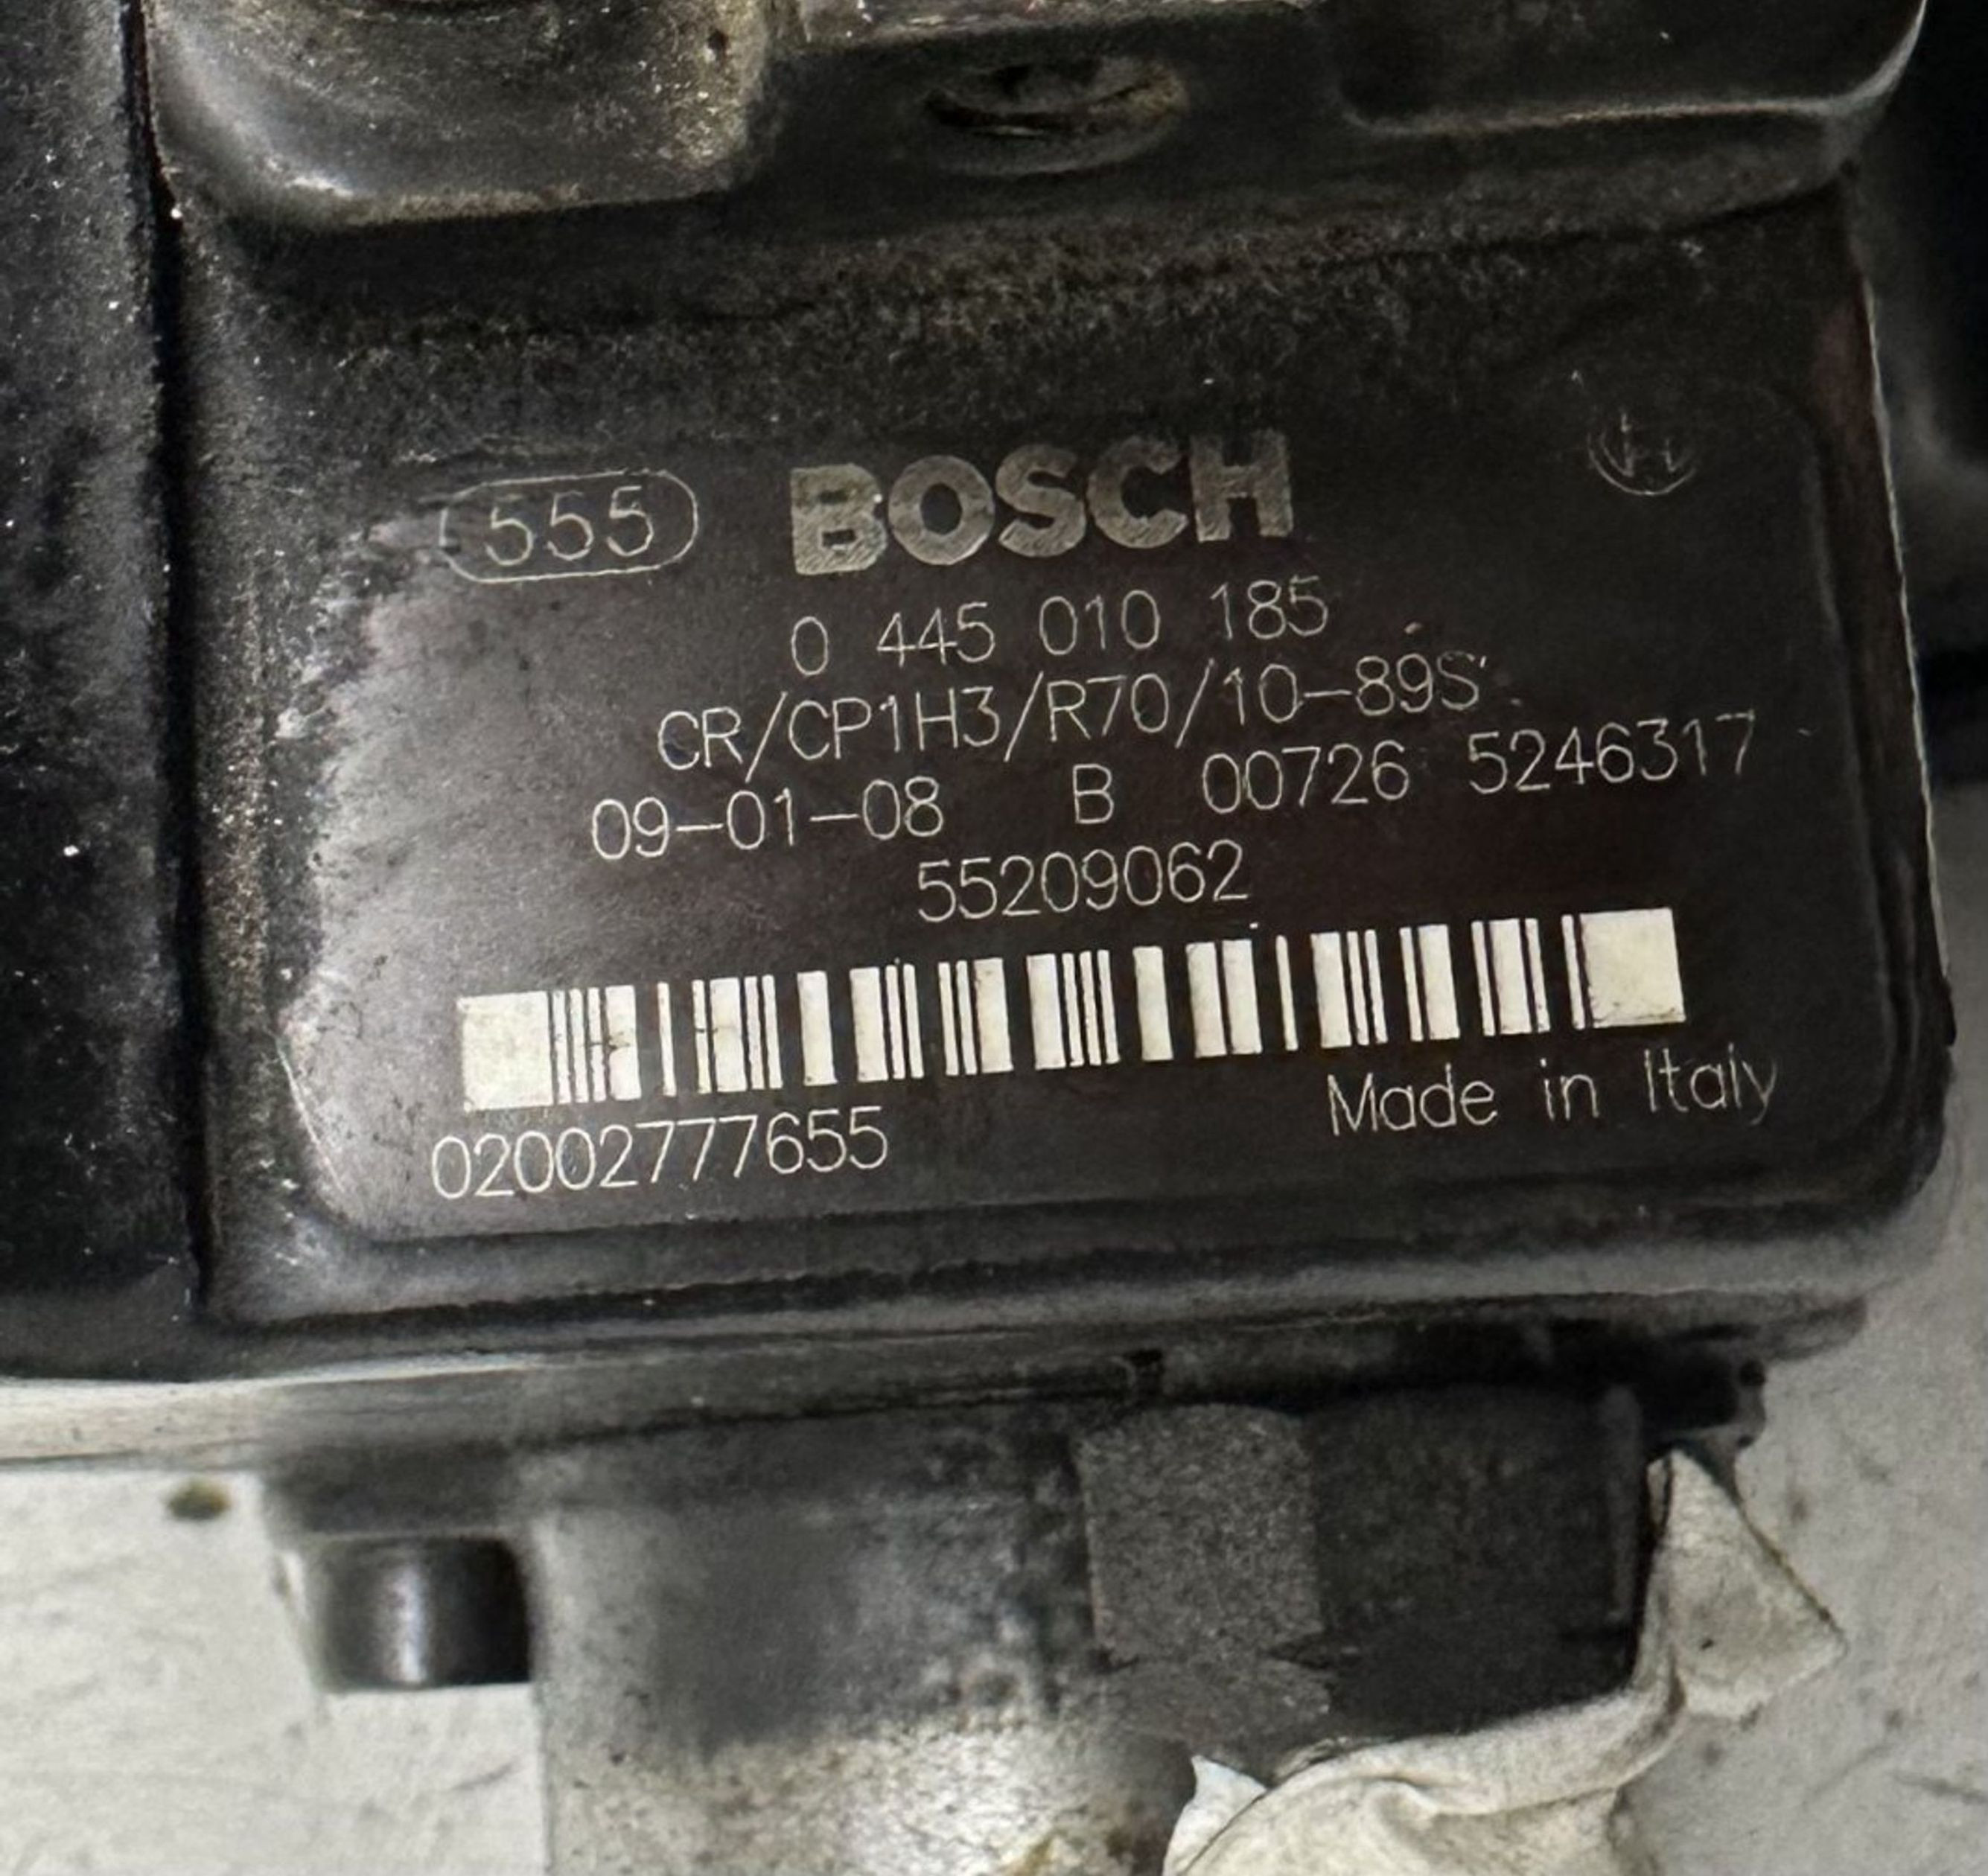 555 BOSCH
0 445 010 185
CR/CP1H3/R70/10-89S
09-01-08 B 00726 5246317
55209062
02002777655 Made in Italy